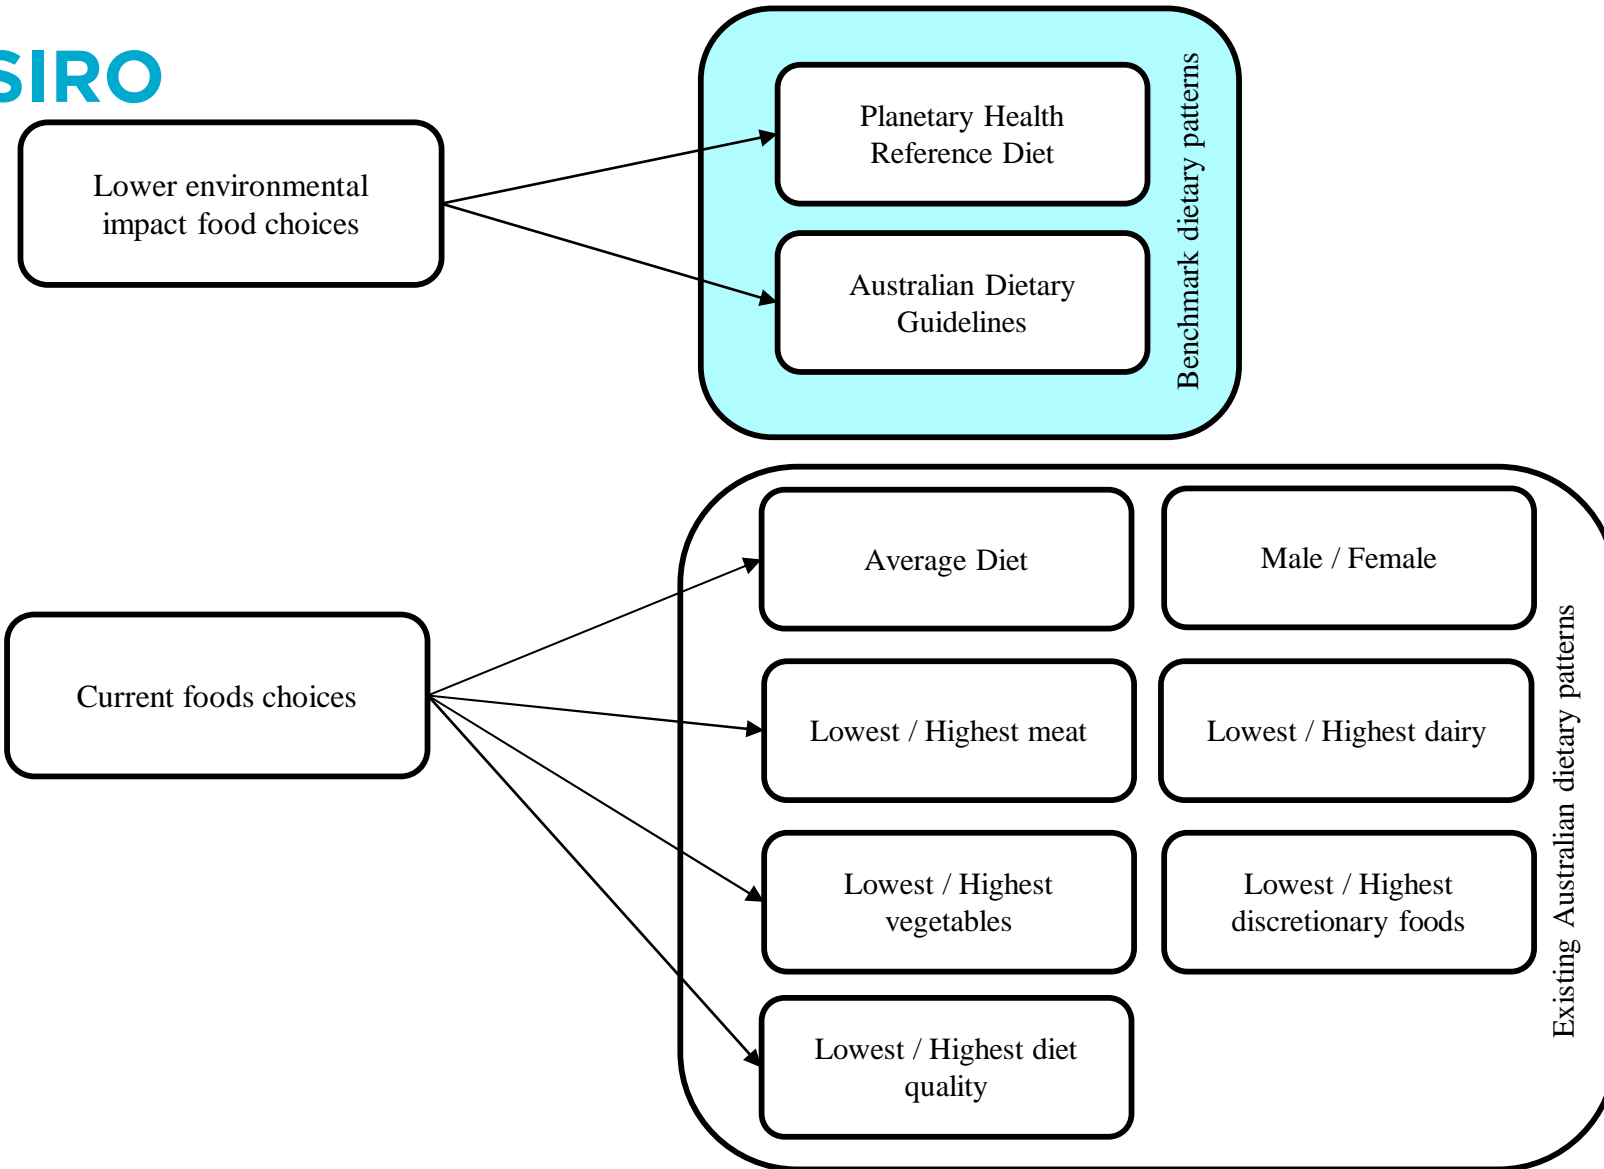 SIRO
Lower environmental
impact food choices
Planetary Health
Reference Diet
Australian Dietary
Guidelines
Benchmark dietary patterns
Current foods choices
Average Diet
Male / Female
Lowest / Highest meat
Lowest / Highest dairy
Lowest / Highest
vegetables
Lowest / Highest
discretionary foods
Lowest / Highest diet
quality
Existing Australian dietary patterns